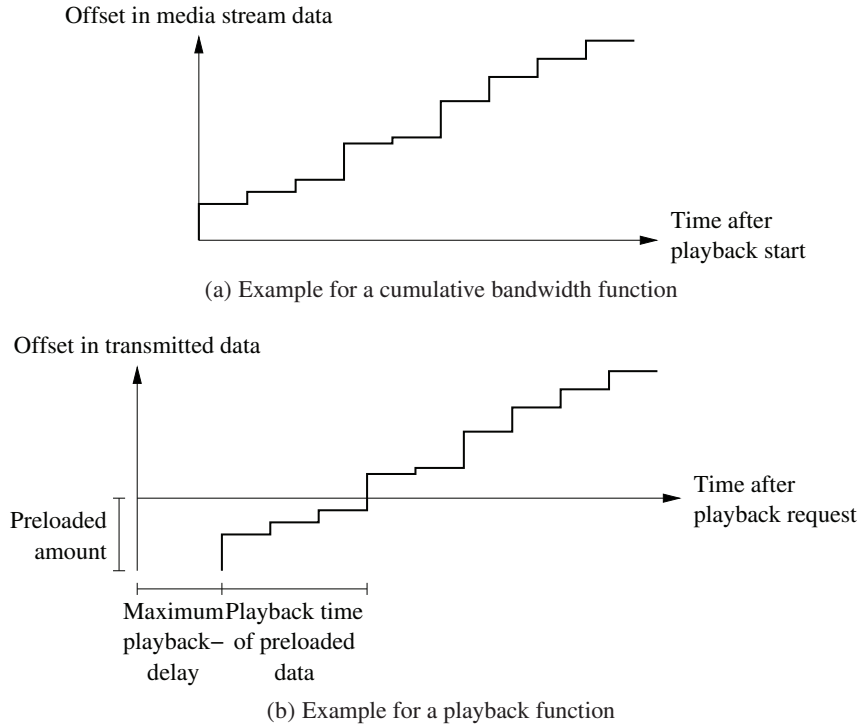 Offset in media stream data
Time after
playback start
(a) Example for a cumulative bandwidth function
Offset in transmitted data
Time after
playback request
Preloaded
amount
Maximum
playback–
delay
Playback time
of preloaded
data
(b) Example for a playback function